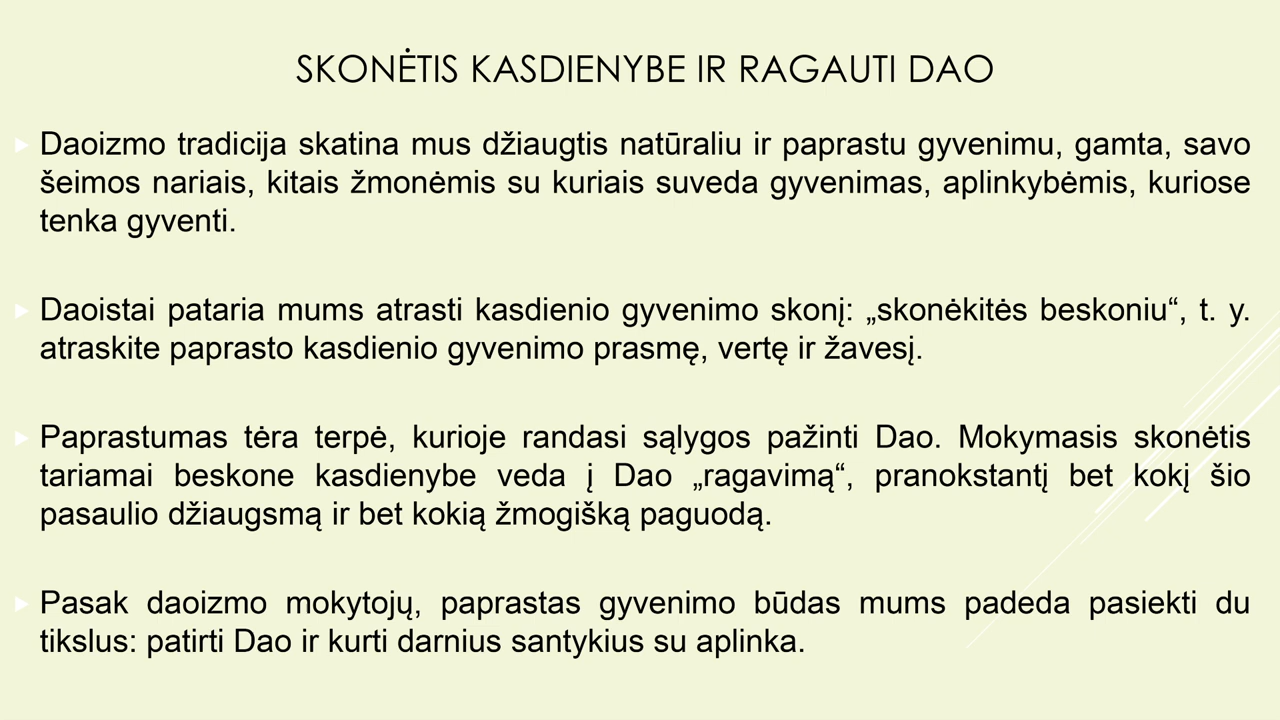 SKONĖTIS KASDIENYBE IR RAGAUTI DAO
Daoizmo tradicija skatina mus džiaugtis natūraliu ir paprastu gyvenimu, gamta, savo
šeimos nariais, kitais žmonėmis su kuriais suveda gyvenimas, aplinkybėmis, kuriose
tenka gyventi.
Daoistai pataria mums atrasti kasdienio gyvenimo skonį: „skonėkitės beskoniu“, t. y.
atraskite paprasto kasdienio gyvenimo prasmę, vertę ir žavesį.
Paprastumas tėra terpė, kurioje randasi sąlygos pažinti Dao. Mokymasis skonėtis
tariamai beskone kasdienybe veda į Dao „ragavimą“, pranokstantį bet kokį šio
pasaulio džiaugsmą ir bet kokią žmogišką paguodą.
Pasak daoizmo mokytojų, paprastas gyvenimo būdas mums padeda pasiekti du
tikslus: patirti Dao ir kurti darnius santykius su aplinka.